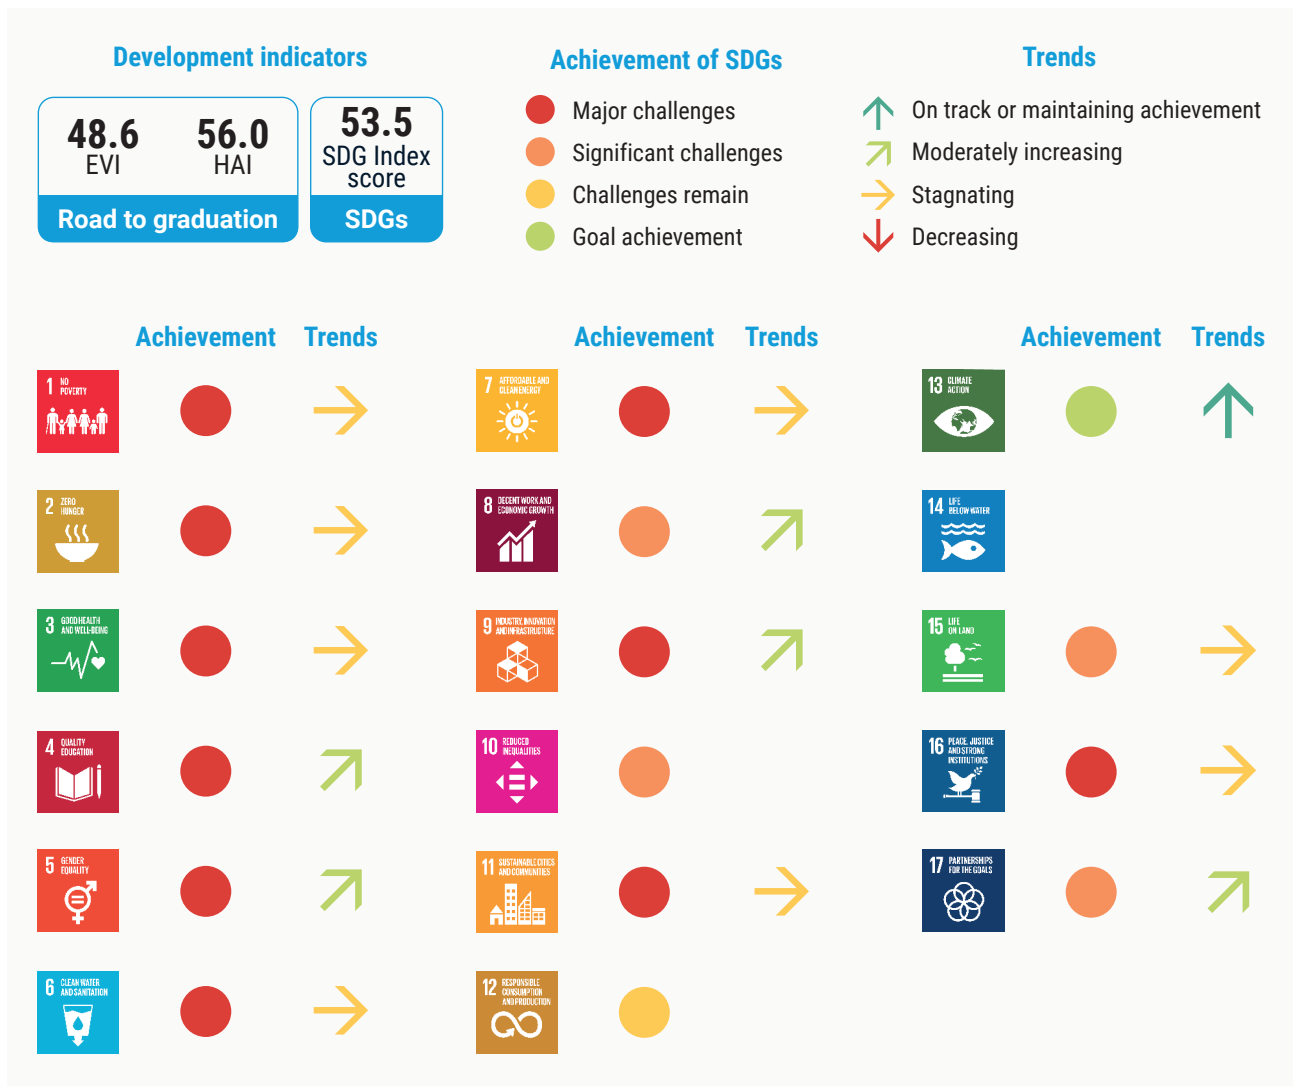 Development indicators
48.6
EVI
56.0
HAI
Road to graduation
53.5
SDG Index
score
SDGs
Achievement of SDGs
Major challenges
Significant challenges
Challenges remain
Goal achievement
Trends
On track or maintaining achievement
Moderately increasing
Stagnating
Decreasing
Achievement Trends
1 NO
POVERTY
2 ZERO
HUNGER
3 GOOD HEALTH
AND WELL-BEING
4 QUALITY
EDUCATION
5 GENDER
EQUALITY
6 CLEAN WATER
AND SANITATION
Achievement Trends
7 AFFORDABLE AND
CLEAN ENERGY
8 DECENT WORK AND
ECONOMIC GROWTH
9 INDUSTRY, INNOVATION
AND INFRASTRUCTURE
10 REDUCED
INEQUALITIES
11 SUSTAINABLE CITIES
AND COMMUNITIES
12 RESPONSIBLE
CONSUMPTION
AND PRODUCTION
Achievement Trends
13 CLIMATE
ACTION
14 LIFE
BELOW WATER
15 LIFE
ON LAND
16 PEACE, JUSTICE
AND STRONG
INSTITUTIONS
17 PARTNERSHIPS
FOR THE GOALS